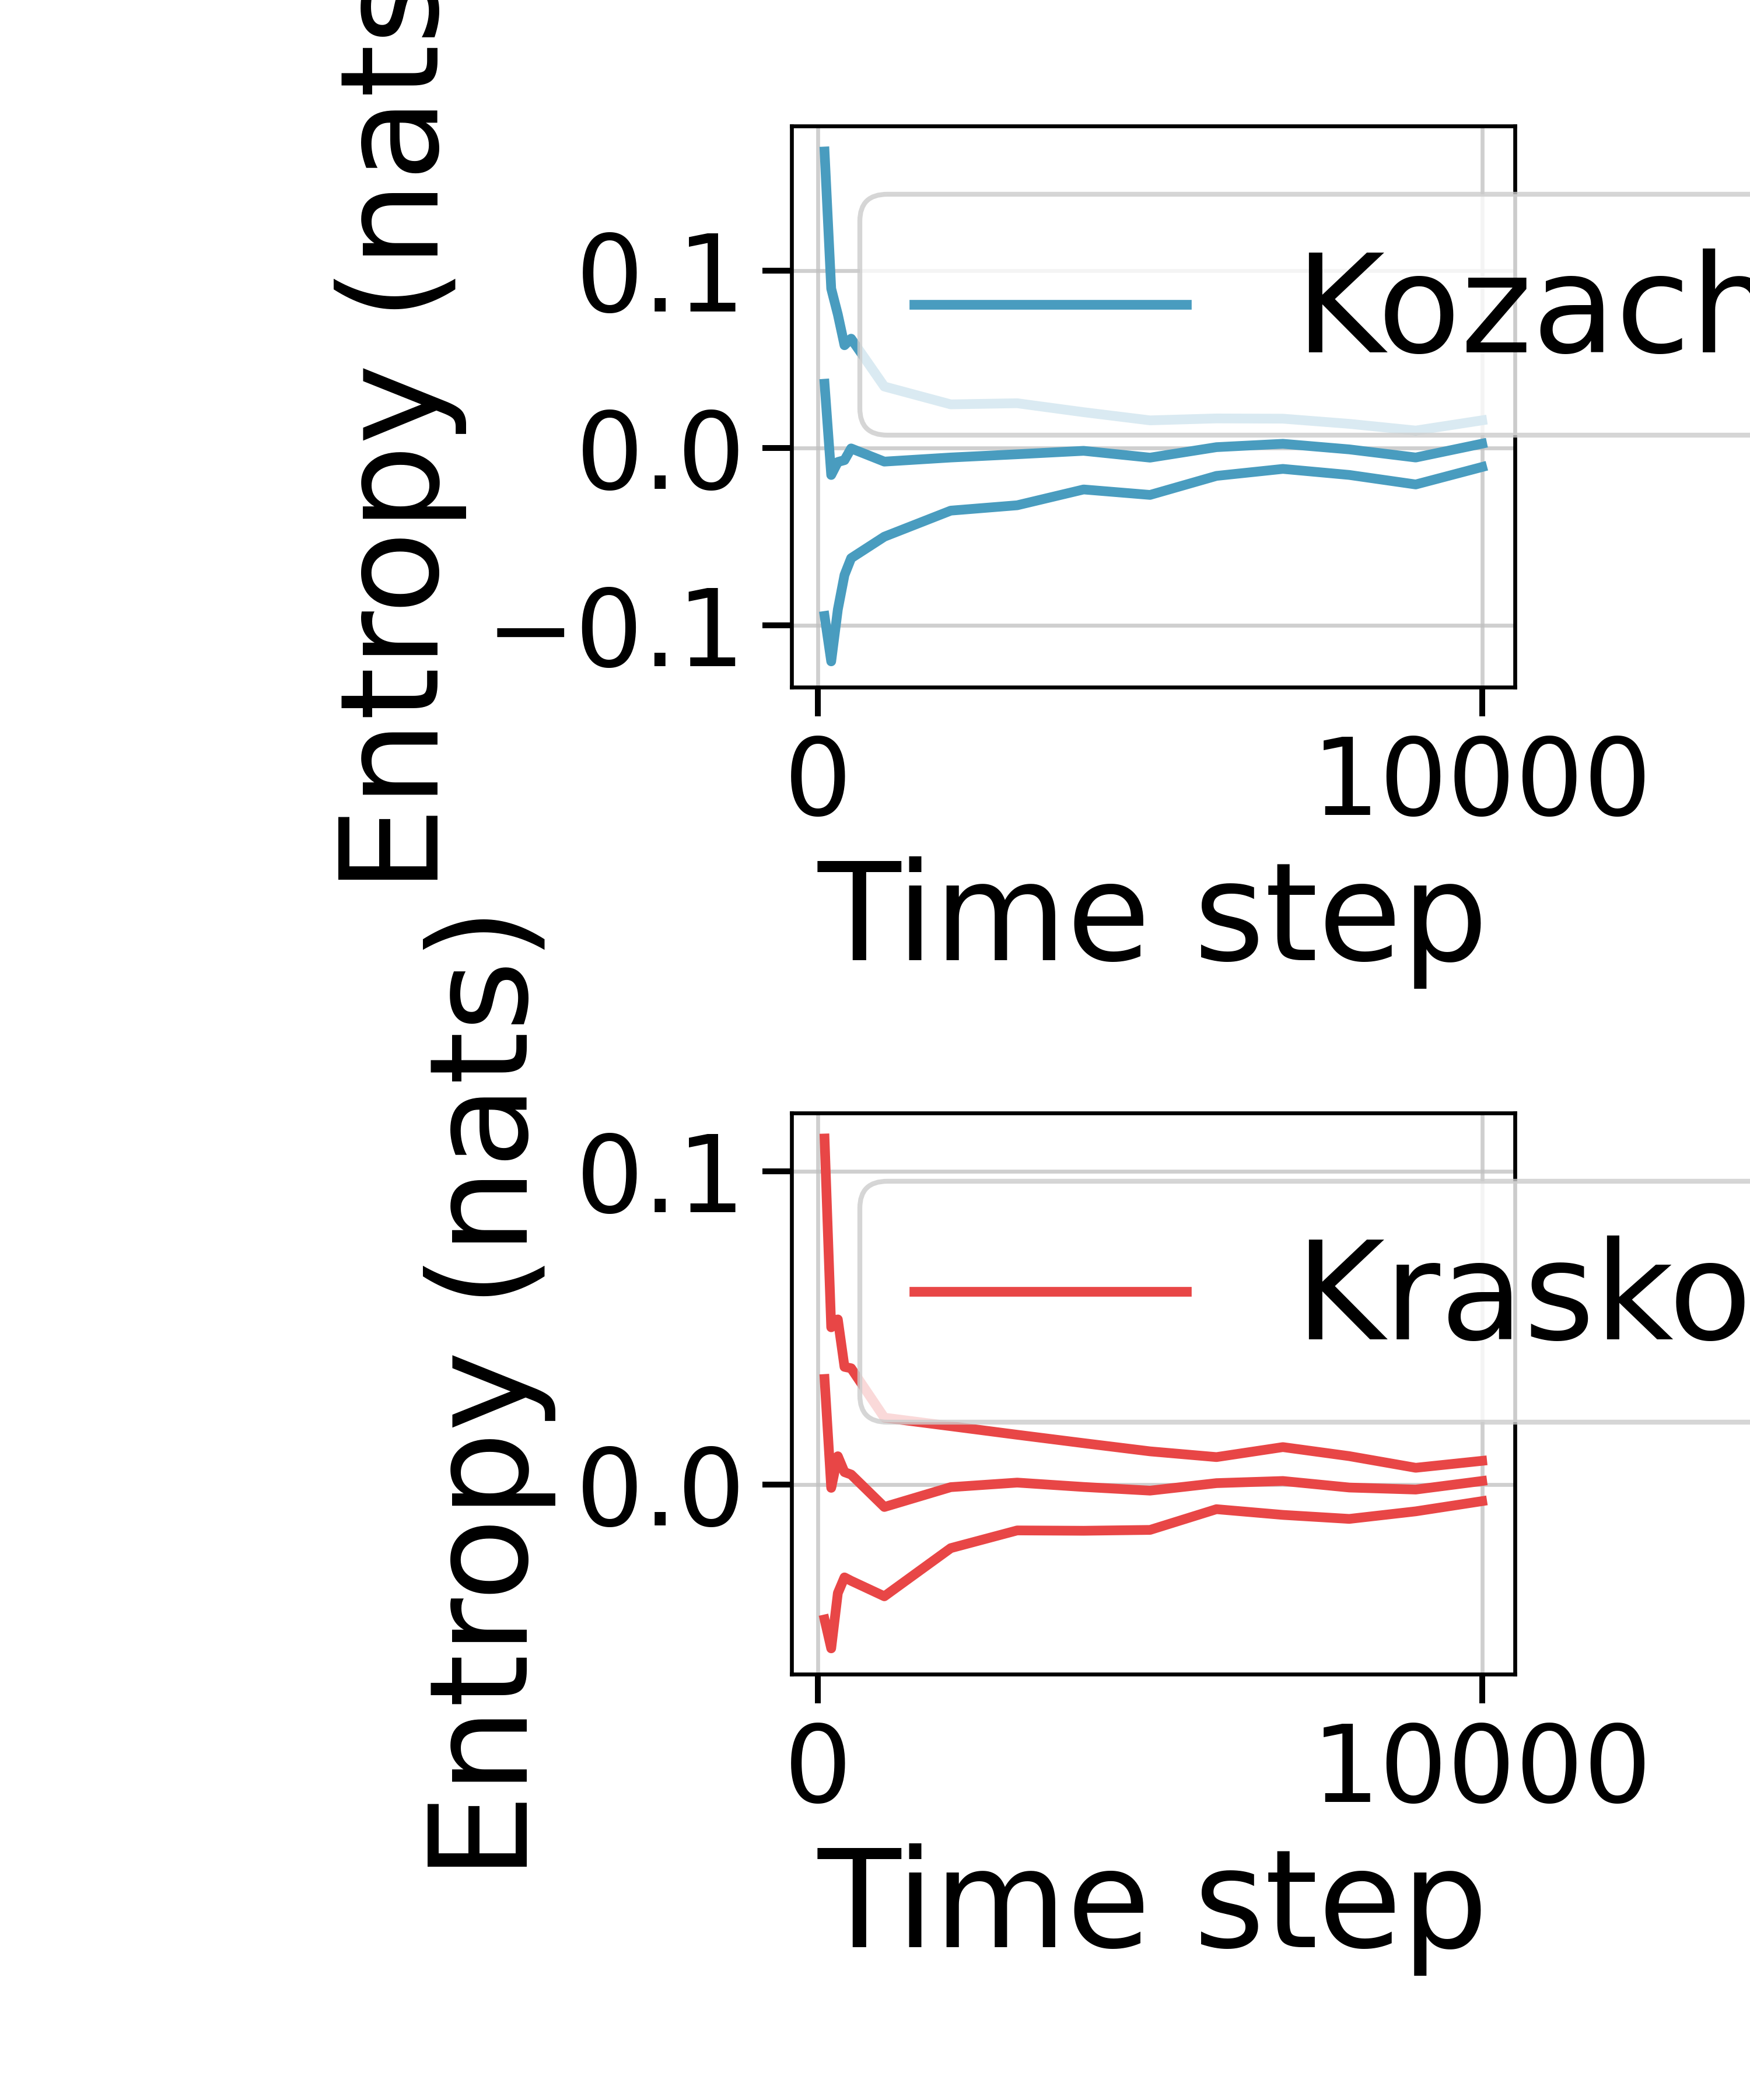 Entropy (nats
0.1
0.0
−0.1
Kozach
0 10000
Time step
Entropy (nats)
0.1
0.0
Krasko
0 10000
Time step